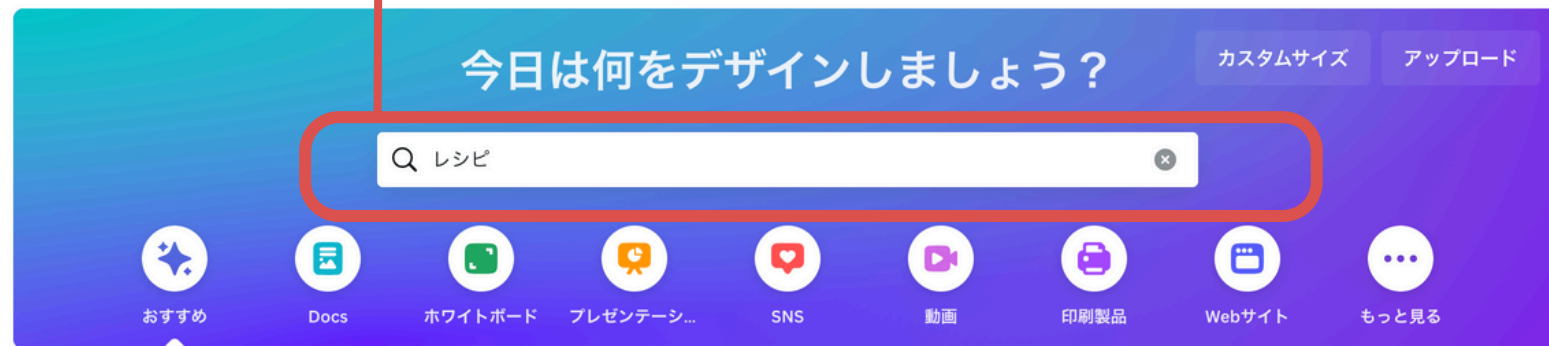 今日は何をデザインしましょう？
カスタムサイズ
アップロード
レシピ
おすすめ
Docs
ホワイトボード
プレゼンテーシ...
SNS
動画
印刷製品
Webサイト
もっと見る